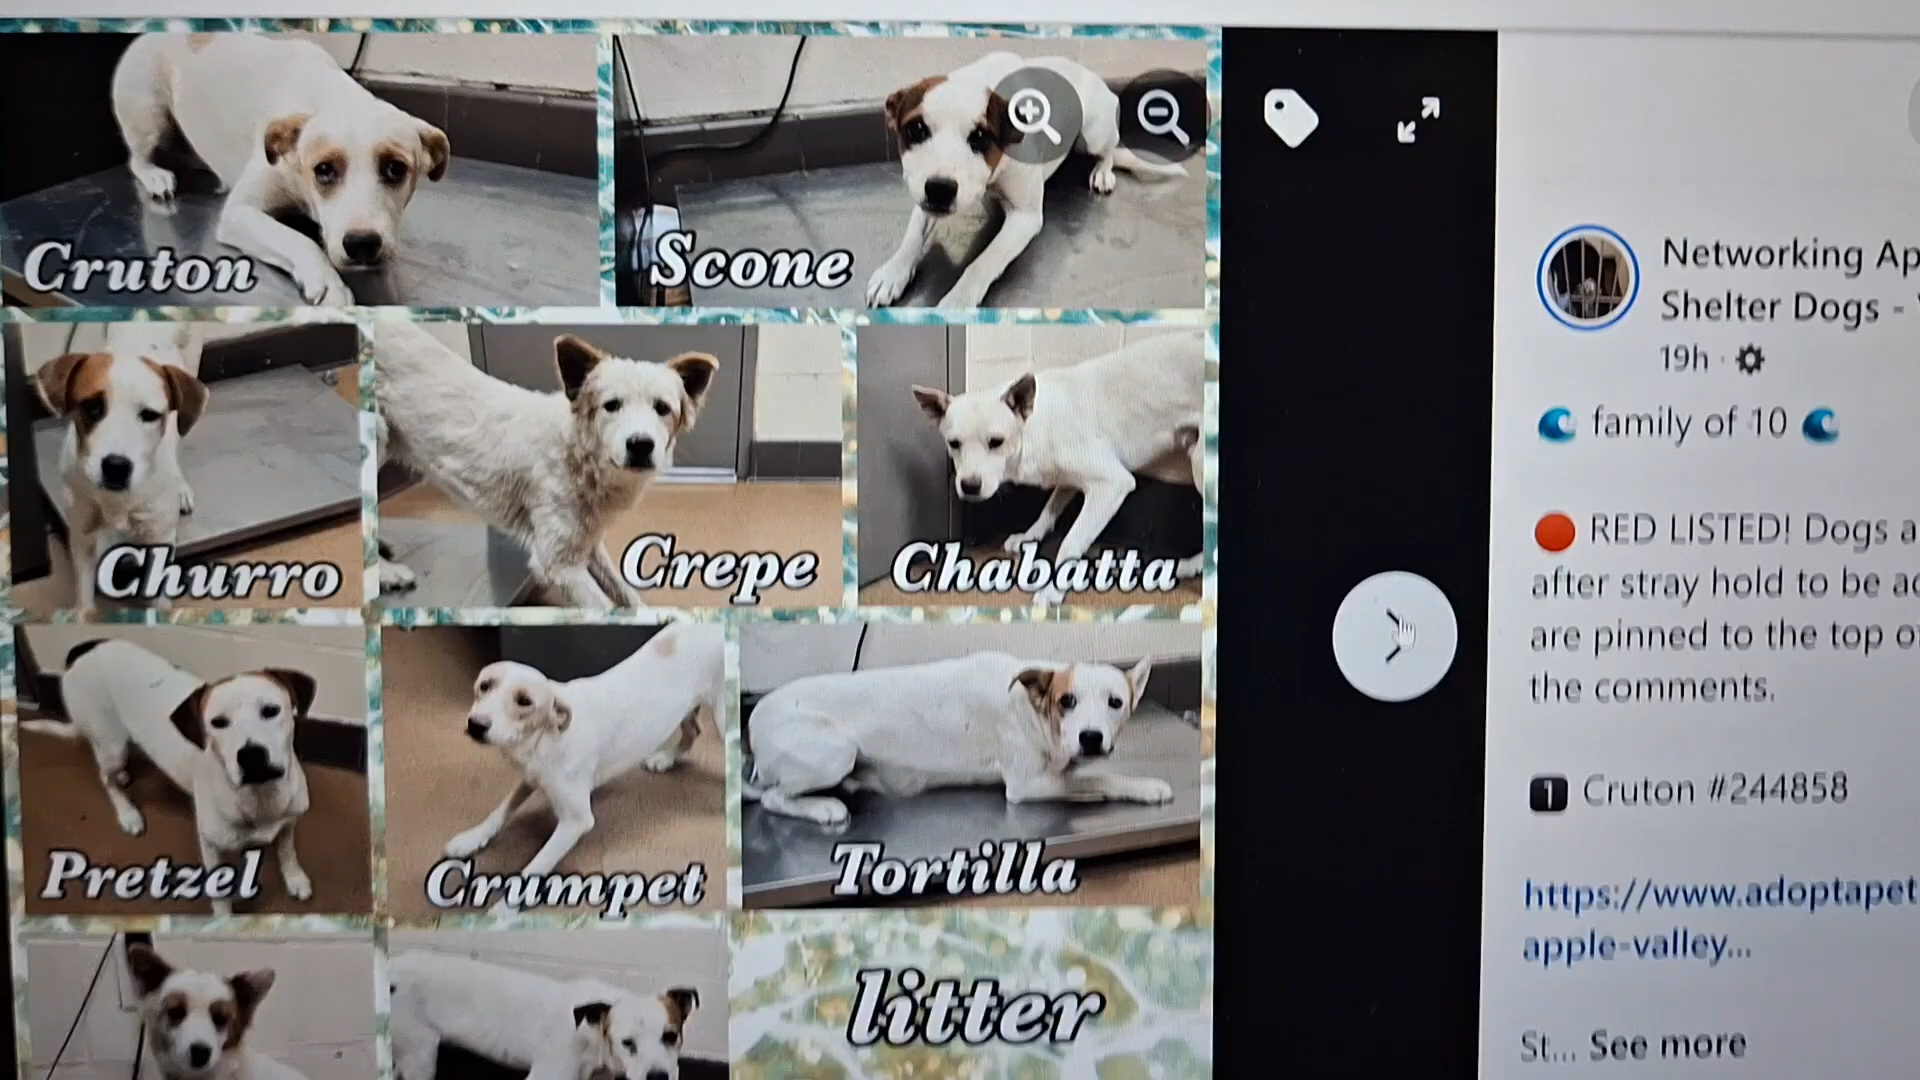 Cruton
Scone
Churro
Crepe
Chabatta
Pretzel
Crumpet
Tortilla
litter
Networking Ap
Shelter Dogs -
19h ·
family of 10
RED LISTED! Dogs a
after stray hold to be ad
are pinned to the top o
the comments.
1 Cruton #244858
https://www.adoptapet
apple-valley...
St... See more